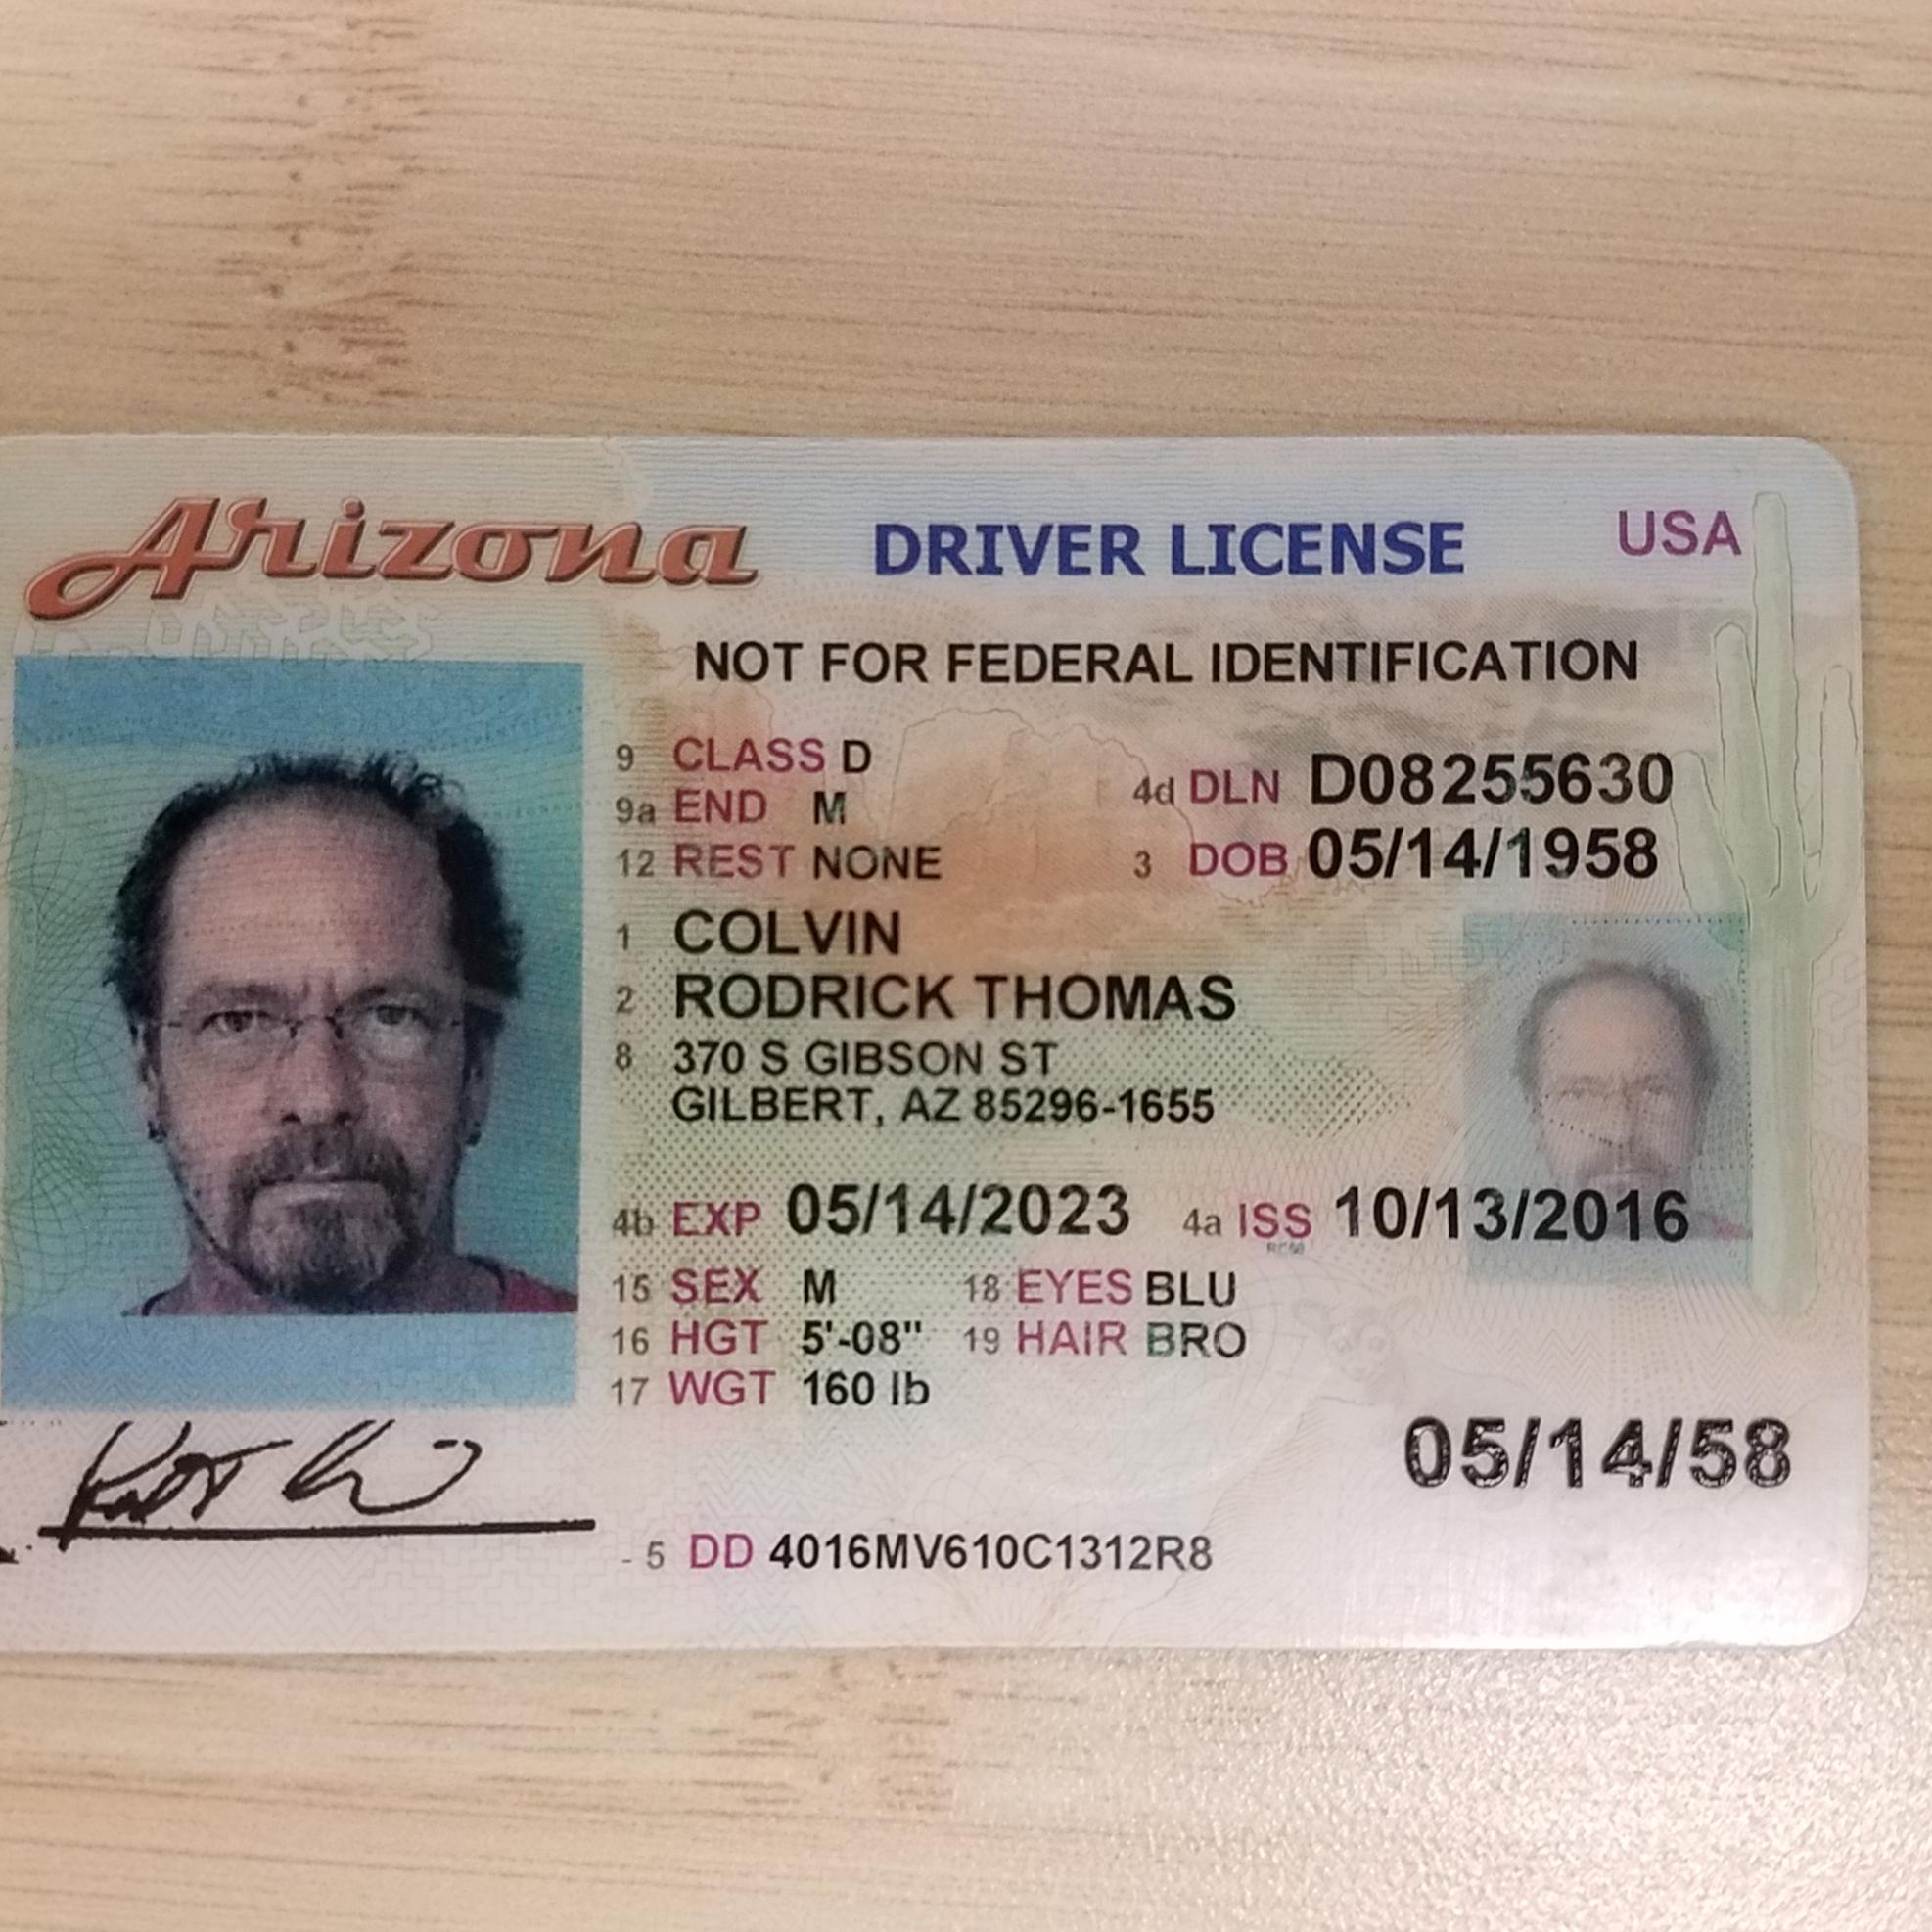 Arizona DRIVER LICENSE USA
NOT FOR FEDERAL IDENTIFICATION
9 CLASS D
9a END M
12 REST NONE
4d DLN D08255630
3 DOB 05/14/1958
1 COLVIN
2 RODRICK THOMAS
8 370 S GIBSON ST
GILBERT, AZ 85296-1655
4b EXP 05/14/2023 4a ISS 10/13/2016
15 SEX M 18 EYES BLU
16 HGT 5'-08" 19 HAIR BRO
17 WGT 160 lb
05/14/58
5 DD 4016MV610C1312R8